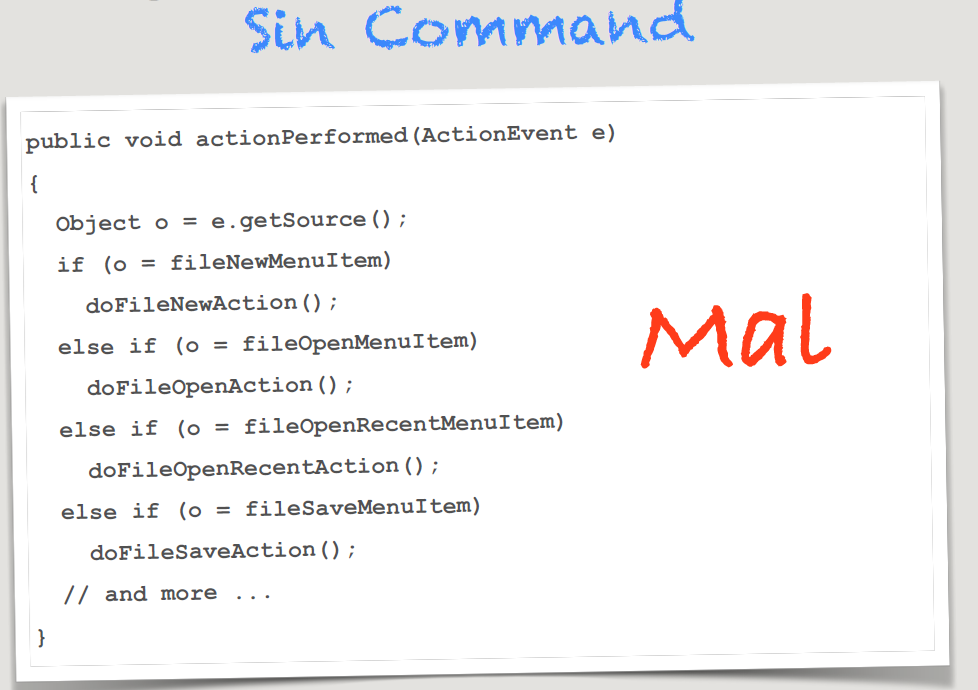 Sin Command
public void actionPerformed(ActionEvent e)
{
Object o = e.getSource();
if (o = fileNewMenuItem)
doFileNewAction();
else if (o = fileOpenMenuItem)
doFileOpenAction();
else if (o = fileOpenRecentMenuItem)
doFileOpenRecentAction();
else if (o = fileSaveMenuItem)
doFileSaveAction();
// and more ...
}
Mal